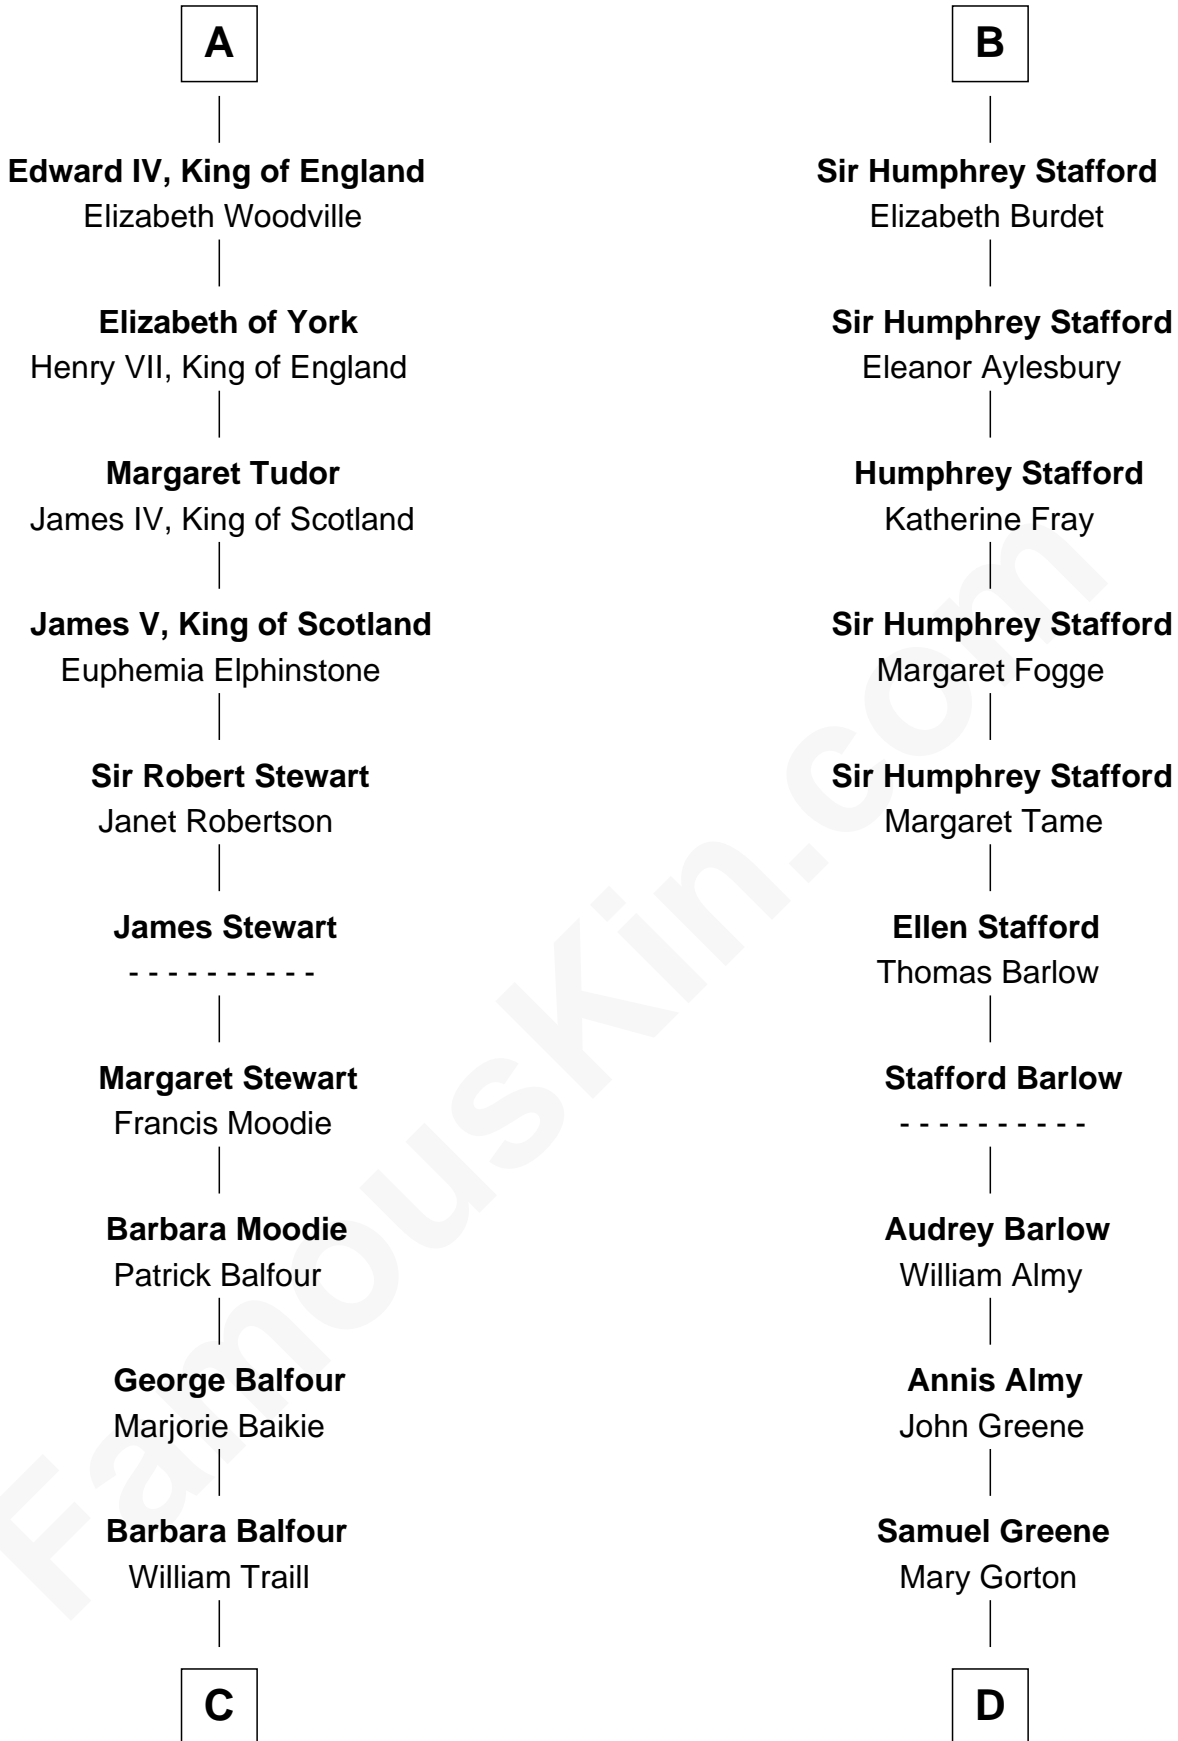 A
Edward IV, King of England
Elizabeth Woodville
Elizabeth of York
Henry VII, King of England
Margaret Tudor
James IV, King of Scotland
James V, King of Scotland
Euphemia Elphinstone
Sir Robert Stewart
Janet Robertson
James Stewart
- - - - - - - - - -
Margaret Stewart
Francis Moodie
Barbara Moodie
Patrick Balfour
George Balfour
Marjorie Baikie
Barbara Balfour
William Traill
C
B
Sir Humphrey Stafford
Elizabeth Burdet
Sir Humphrey Stafford
Eleanor Aylesbury
Humphrey Stafford
Katherine Fray
Sir Humphrey Stafford
Margaret Fogge
Sir Humphrey Stafford
Margaret Tame
Ellen Stafford
Thomas Barlow
Stafford Barlow
- - - - - - - - - -
Audrey Barlow
William Almy
Annis Almy
John Greene
Samuel Greene
Mary Gorton
D
FamousKin.com